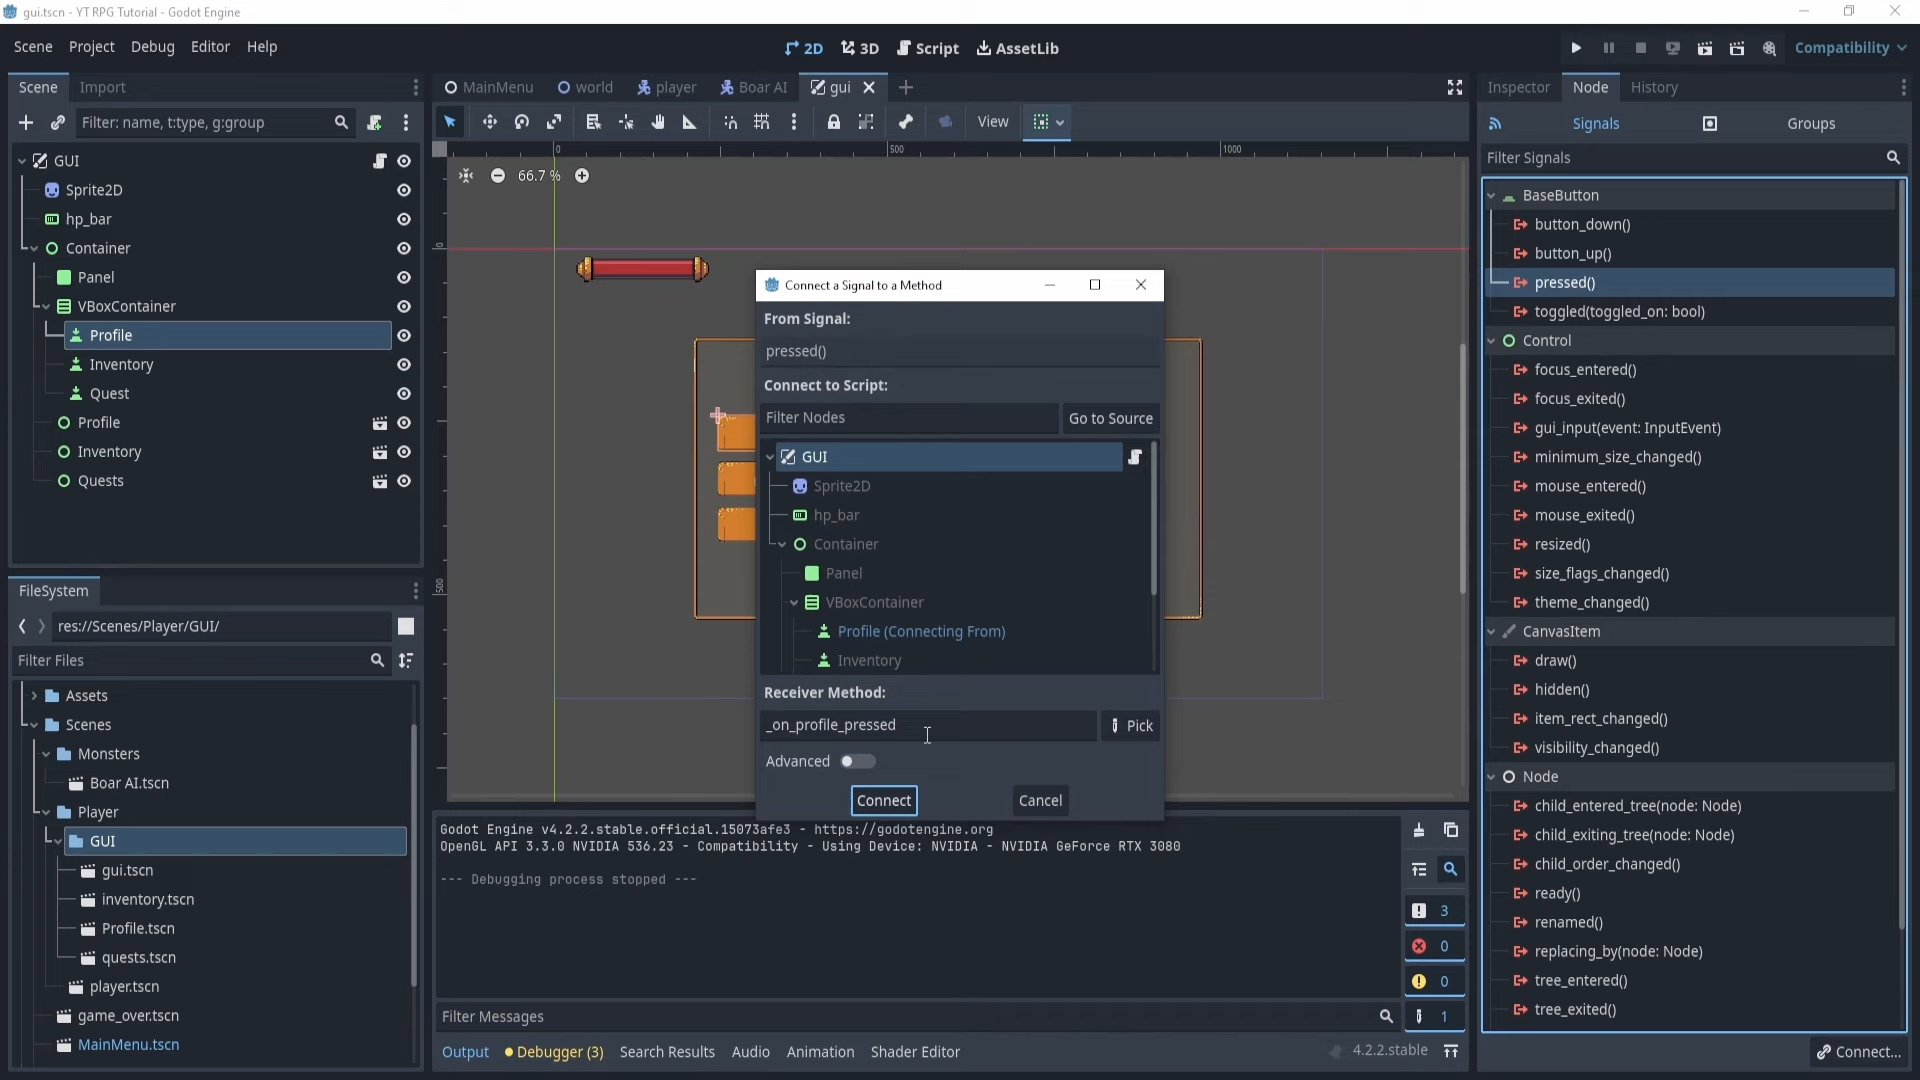 gui.tscn - YT RPG Tutorial - Godot Engine
Scene Project Debug Editor Help
2D 3D Script AssetLib
Compatibility
Scene Import
Filter: name, t:type, g:group
GUI
Sprite2D
hp_bar
Container
Panel
VBoxContainer
Profile
Inventory
Quest
Profile
Inventory
Quests
FileSystem
res://Scenes/Player/GUI/
Filter Files
Assets
Scenes
Monsters
Boar AI.tscn
Player
GUI
gui.tscn
inventory.tscn
Profile.tscn
quests.tscn
player.tscn
game_over.tscn
MainMenu.tscn
MainMenu world player Boar AI gui
View
0 500 1000
66.7 %
0
500
Connect a Signal to a Method
From Signal:
pressed()
Connect to Script:
Filter Nodes Go to Source
GUI
Sprite2D
hp_bar
Container
Panel
VBoxContainer
Profile (Connecting From)
Inventory
Receiver Method:
_on_profile_pressed Pick
Advanced
Connect Cancel
Godot Engine v4.2.2.stable.official.15073afe3 - https://godotengine.org
OpenGL API 3.3.0 NVIDIA 536.23 - Compatibility - Using Device: NVIDIA - NVIDIA GeForce RTX 3080
--- Debugging process stopped ---
3
0
0
1
Filter Messages
Output Debugger (3) Search Results Audio Animation Shader Editor
4.2.2.stable
Inspector Node History
Signals Groups
Filter Signals
BaseButton
button_down()
button_up()
pressed()
toggled(toggled_on: bool)
Control
focus_entered()
focus_exited()
gui_input(event: InputEvent)
minimum_size_changed()
mouse_entered()
mouse_exited()
resized()
size_flags_changed()
theme_changed()
CanvasItem
draw()
hidden()
item_rect_changed()
visibility_changed()
Node
child_entered_tree(node: Node)
child_exiting_tree(node: Node)
child_order_changed()
ready()
renamed()
replacing_by(node: Node)
tree_entered()
tree_exited()
Connect...